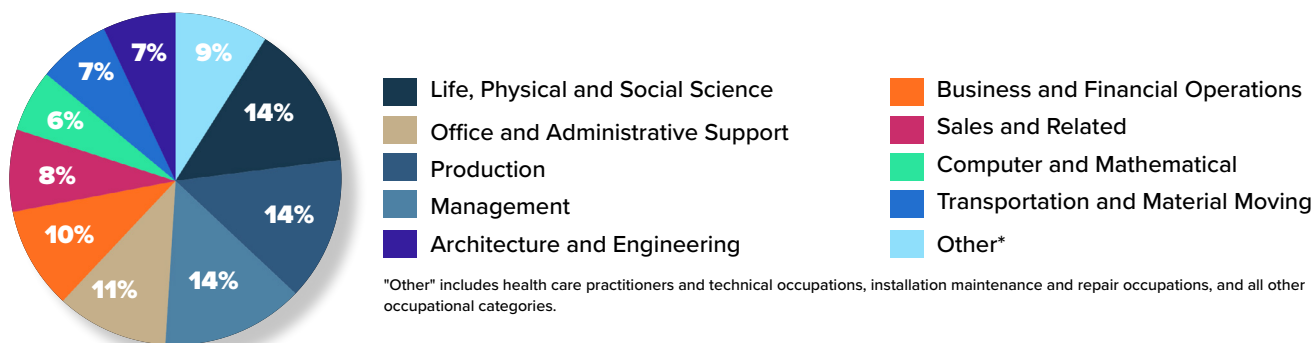 9%
14%
14%
14%
11%
10%
8%
6%
7%
7%
Life, Physical and Social Science
Office and Administrative Support
Production
Management
Architecture and Engineering
Business and Financial Operations
Sales and Related
Computer and Mathematical
Transportation and Material Moving
Other*
"Other" includes health care practitioners and technical occupations, installation maintenance and repair occupations, and all other
occupational categories.